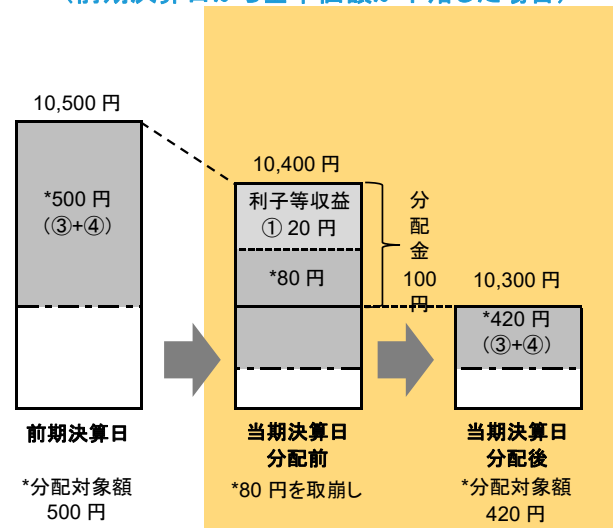 10,500 円
*500 円
（③+④）
前期決算日
*分配対象額
500 円
10,400 円
利子等収益
① 20 円
*80 円
分
配
金
100
円
当期決算日
分配前
*80 円を取崩し
10,300 円
*420 円
（③+④）
当期決算日
分配後
*分配対象額
420 円